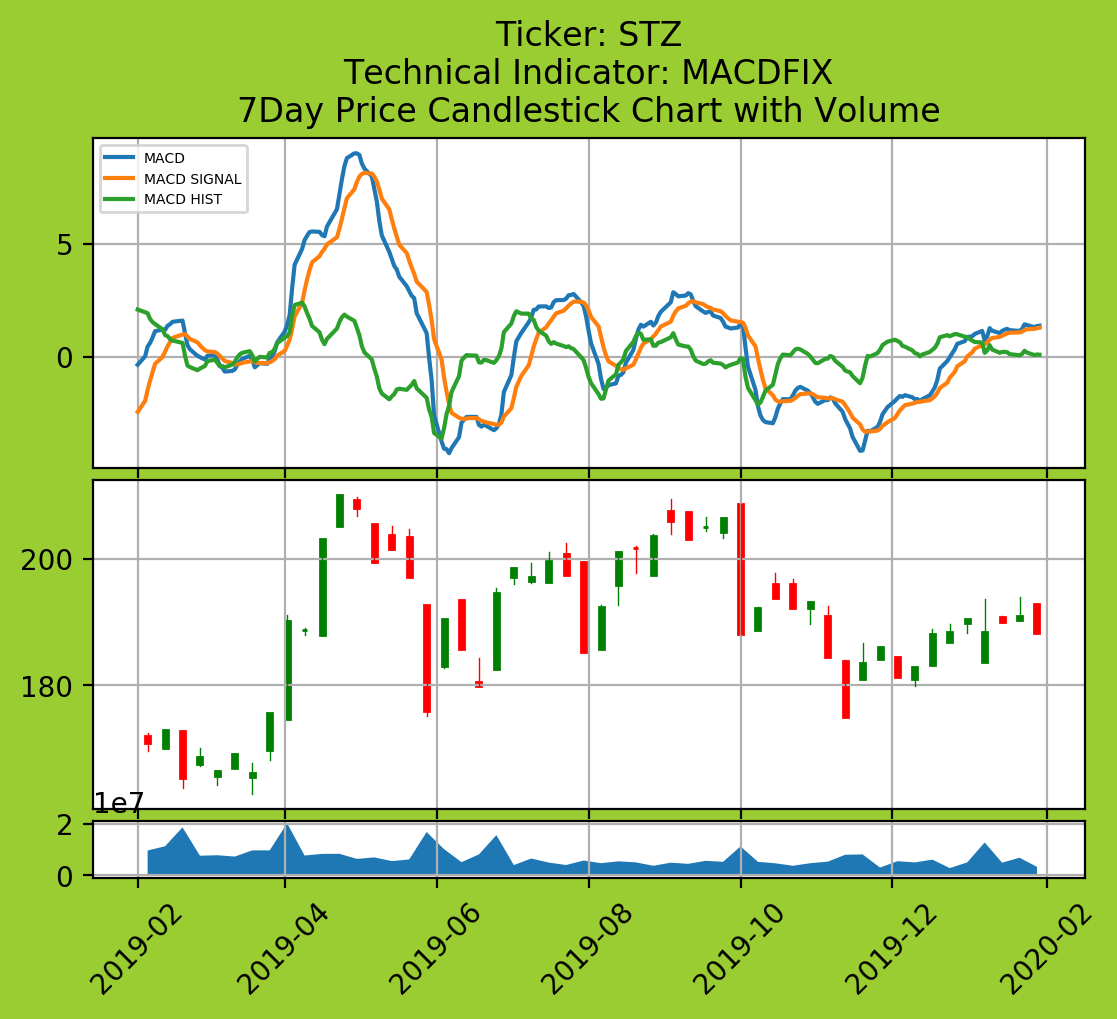 Ticker: STZ
Technical Indicator: MACDFIX
7Day Price Candlestick Chart with Volume
MACD
MACD SIGNAL
MACD HIST
5
0
200
180
1e7
2
0
2019-02
2019-04
2019-06
2019-08
2019-10
2019-12
2020-02